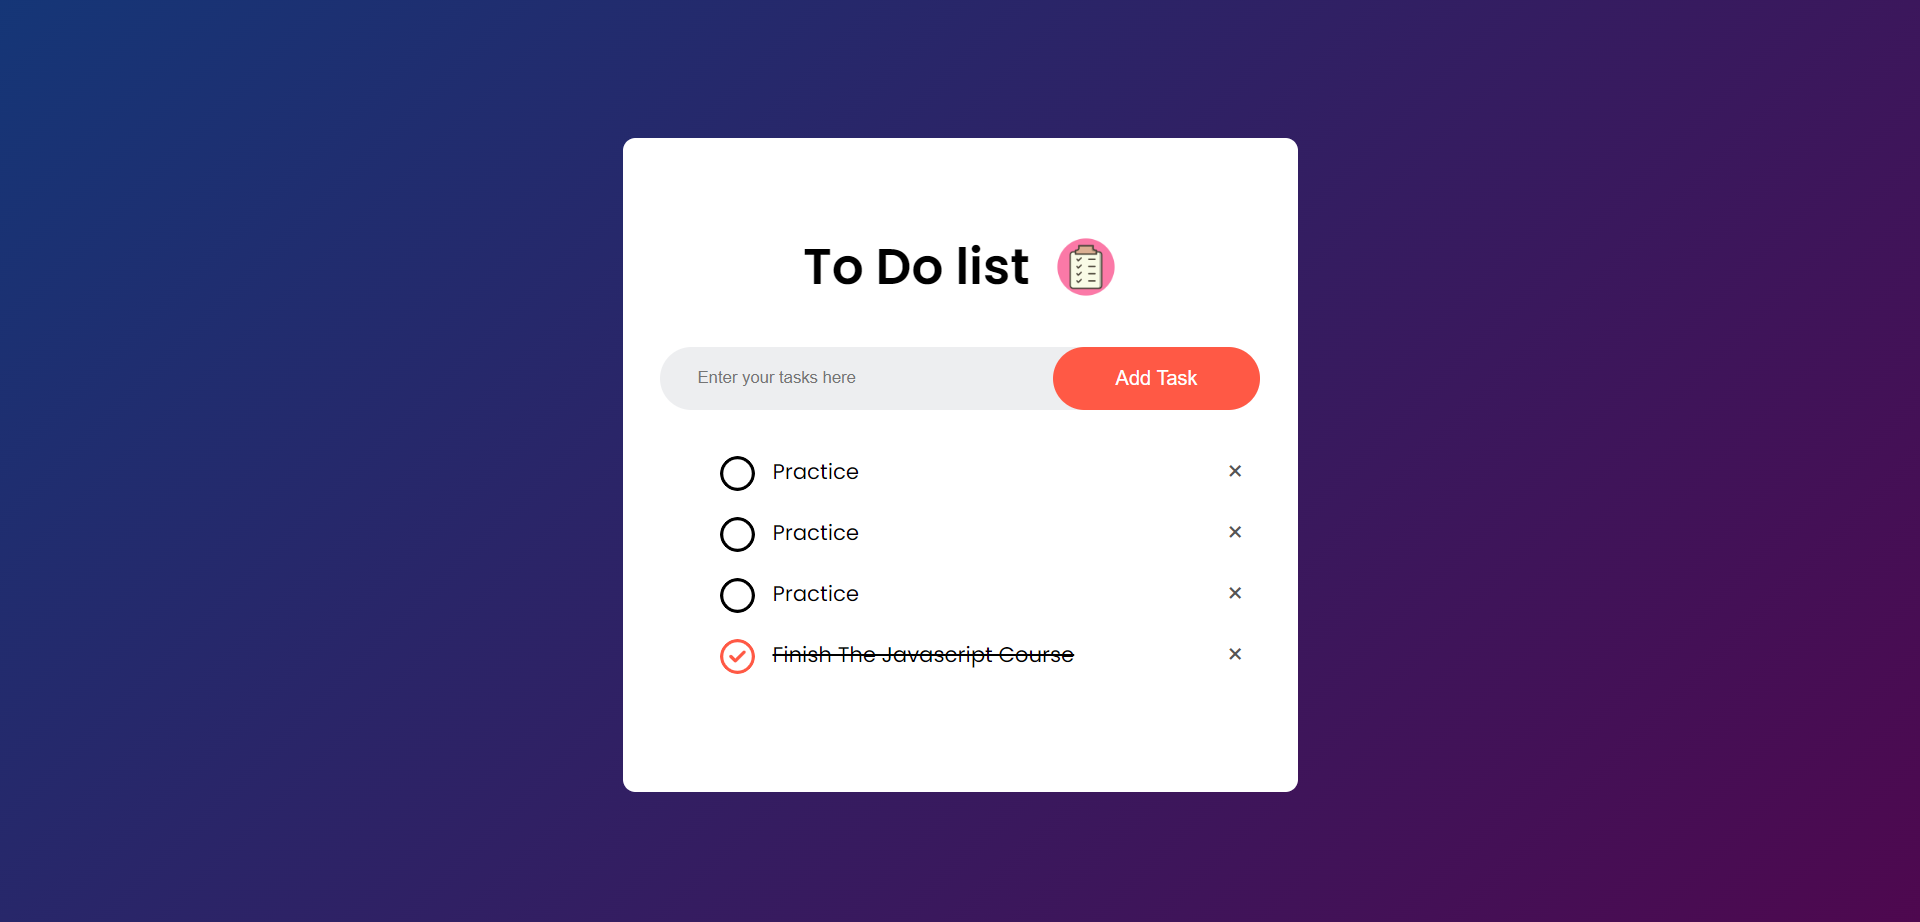 To Do list
Enter your tasks here
Add Task
Practice ×
Practice ×
Practice ×
Finish The Javascript Course ×